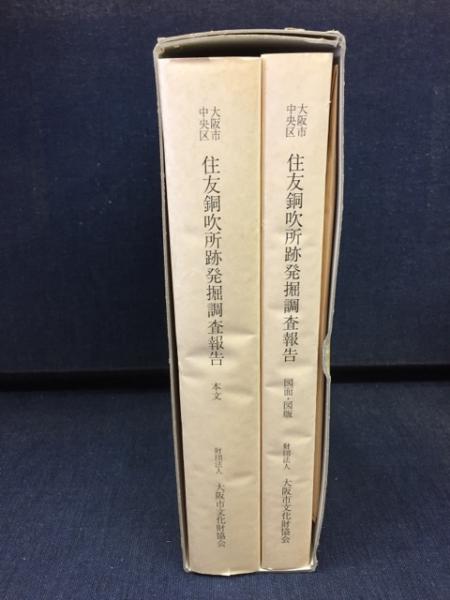 大阪市
中央区
住友銅吹所跡発掘調査報告
本文
財団法人
大阪市文化財協会
大阪市
中央区
住友銅吹所跡発掘調査報告
図面・図版
財団法人
大阪市文化財協会